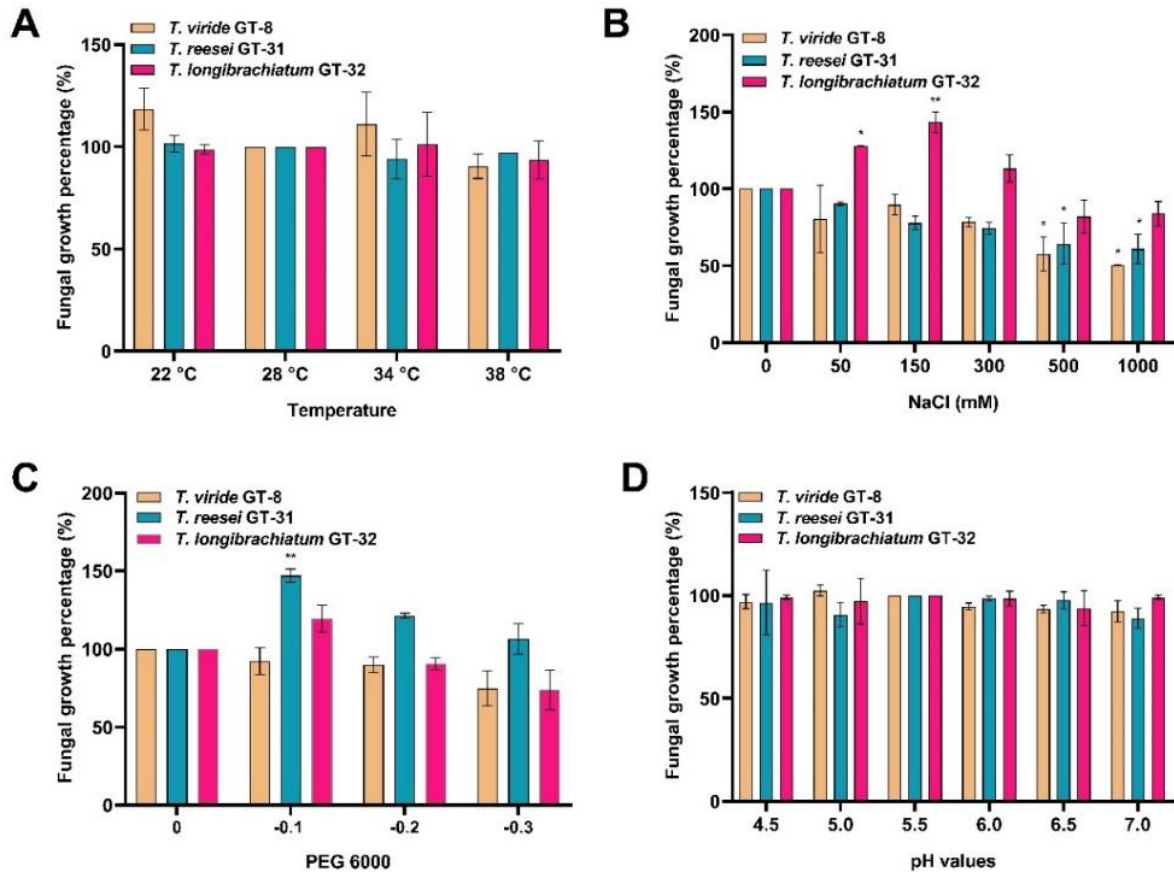 A
T. viride GT-8
T. reesei GT-31
T. longibrachiatum GT-32
Fungal growth percentage (%)
150
100
50
0
22 °C 28 °C 34 °C 38 °C
Temperature
B
T. viride GT-8
T. reesei GT-31
T. longibrachiatum GT-32
Fungal growth percentage (%)
200
150
100
50
0
* ** * * * *
0 50 150 300 500 1000
NaCl (mM)
C
T. viride GT-8
T. reesei GT-31
T. longibrachiatum GT-32
Fungal growth percentage (%)
200
150
100
50
0
**
0 -0.1 -0.2 -0.3
PEG 6000
D
T. viride GT-8
T. reesei GT-31
T. longibrachiatum GT-32
Fungal growth percentage (%)
150
100
50
0
4.5 5.0 5.5 6.0 6.5 7.0
pH values